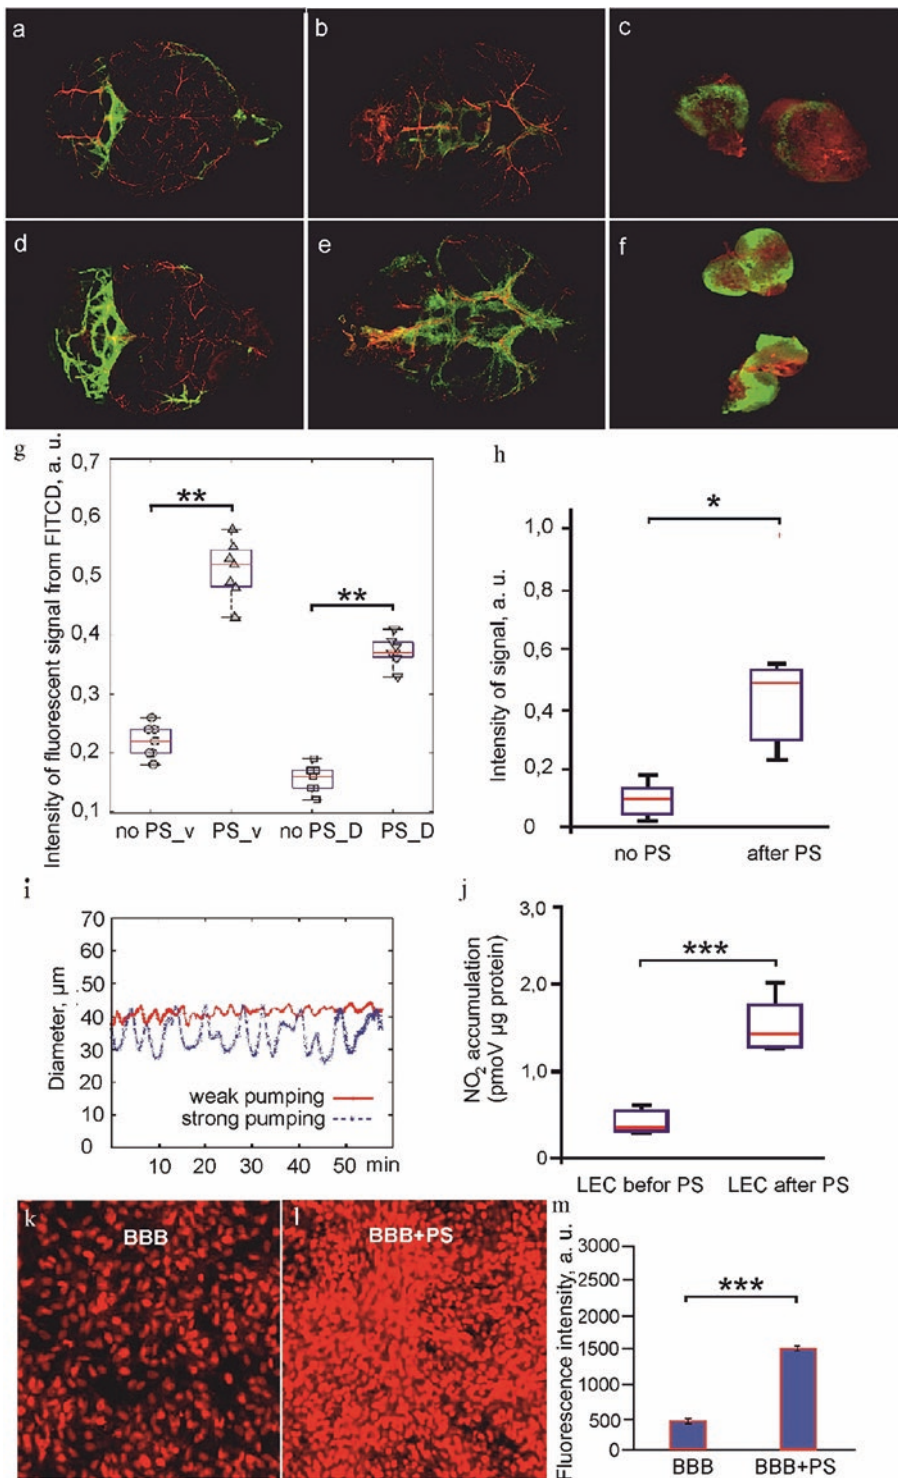 a
b
c
d
e
f
g
Intensity of fluorescent signal from FITCD, a. u.
0,7
0,6
0,5
0,4
0,3
0,2
0,1
**
**
no PS_v
PS_v
no PS_D
PS_D
h
Intensity of signal, a. u.
1,0
0,8
0,6
0,4
0,2
0
*
no PS
after PS
i
Diameter, µm
70
60
50
40
30
20
10
0
weak pumping
strong pumping
10 20 30 40 50 min
j
NO2 accumulation
(pmoV µg protein)
3,0
2,0
1,0
0
***
LEC befor PS
LEC after PS
k
BBB
l
BBB+PS
m
Fluorescence intensity, a. u.
3000
2500
2000
1500
1000
500
0
***
BBB
BBB+PS